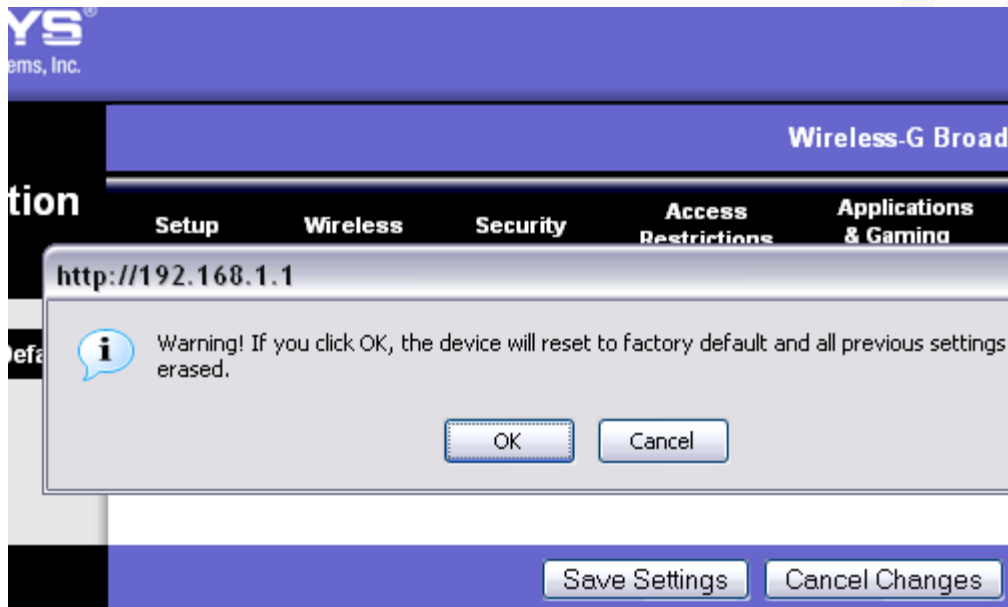 YS®
ems, Inc.
Wireless-G Broad
tion
Setup Wireless Security Access Restrictions Applications & Gaming
http://192.168.1.1
Defa
Warning! If you click OK, the device will reset to factory default and all previous settings
erased.
OK Cancel
Save Settings Cancel Changes